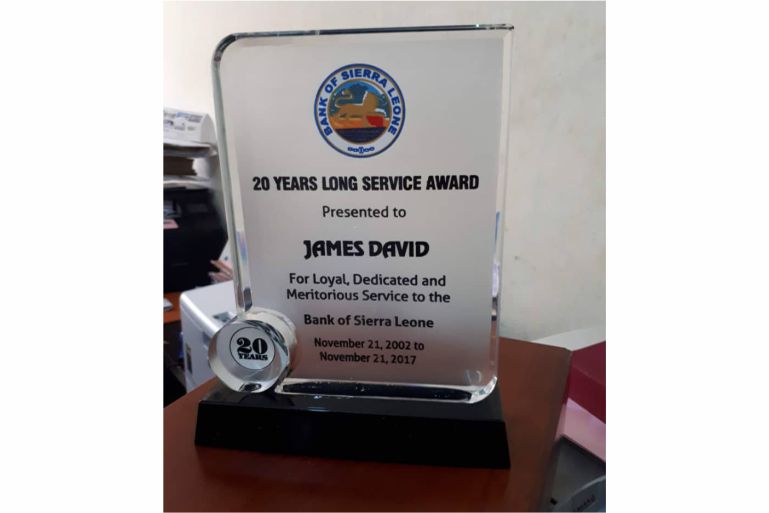 BANK OF SIERRA LEONE
20 YEARS LONG SERVICE AWARD
Presented to
JAMES DAVID
For Loyal, Dedicated and
Meritorious Service to the
Bank of Sierra Leone
November 21, 2002 to
November 21, 2017
20
YEARS